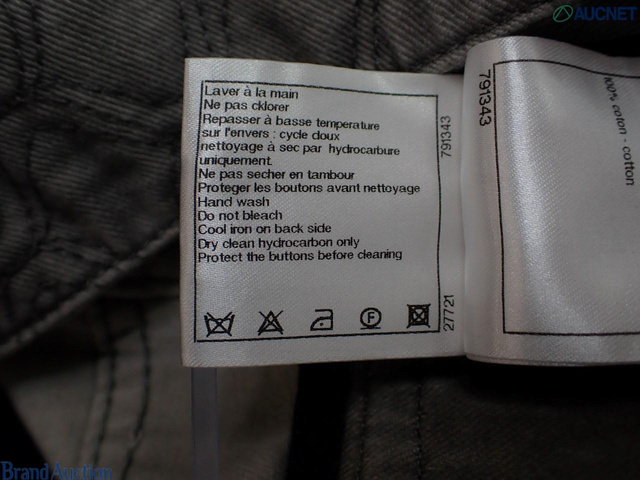 Laver à la main
Ne pas cklorer
Repasser à basse temperature
sur l'envers : cycle doux
nettoyage à sec par hydrocarbure
uniquement.
Ne pas secher en tambour
Proteger les boutons avant nettoyage
Hand wash
Do not bleach
Cool iron on back side
Dry clean hydrocarbon only
Protect the buttons before cleaning
F
791343
27721
791343
100% coton - cotton
AUCNET
Brand Auction